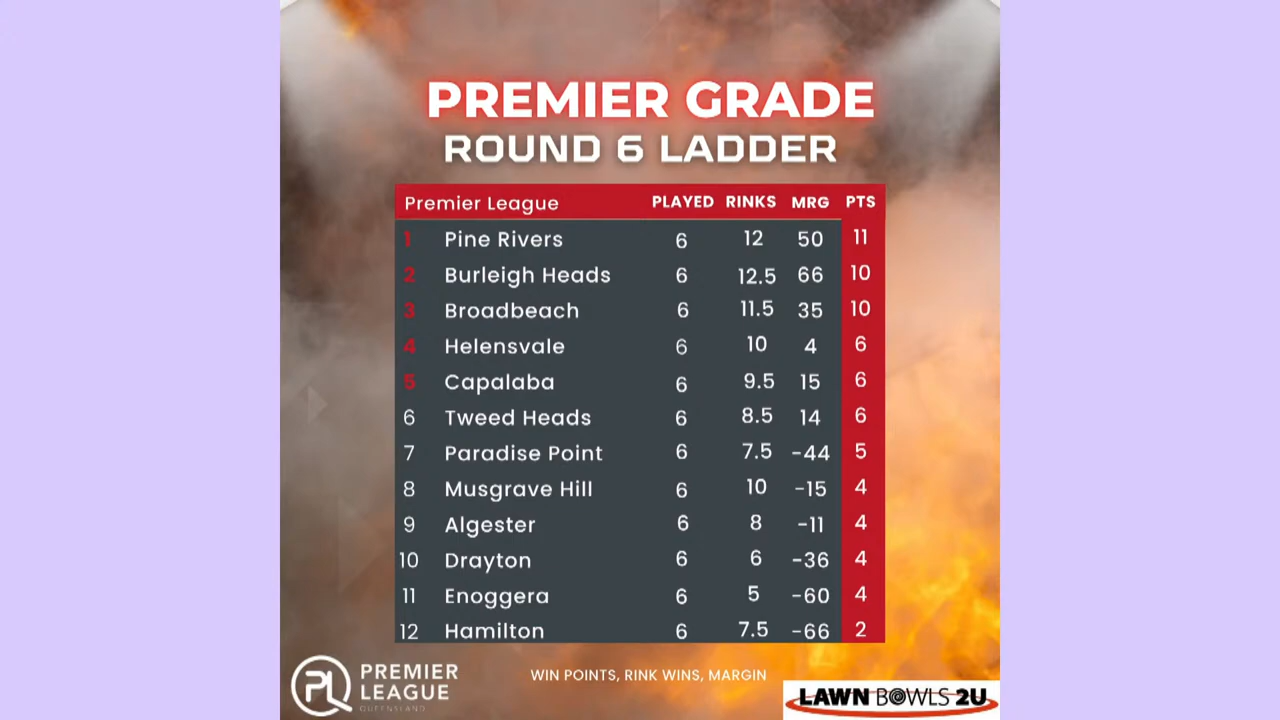 PREMIER GRADE
ROUND 6 LADDER
Premier League PLAYED RINKS MRG PTS
1 Pine Rivers 6 12 50 11
2 Burleigh Heads 6 12.5 66 10
3 Broadbeach 6 11.5 35 10
4 Helensvale 6 10 4 6
5 Capalaba 6 9.5 15 6
6 Tweed Heads 6 8.5 14 6
7 Paradise Point 6 7.5 -44 5
8 Musgrave Hill 6 10 -15 4
9 Algester 6 8 -11 4
10 Drayton 6 6 -36 4
11 Enoggera 6 5 -60 4
12 Hamilton 6 7.5 -66 2
WIN POINTS, RINK WINS, MARGIN
PL PREMIER
LEAGUE
QUEENSLAND
LAWN BOWLS 2U